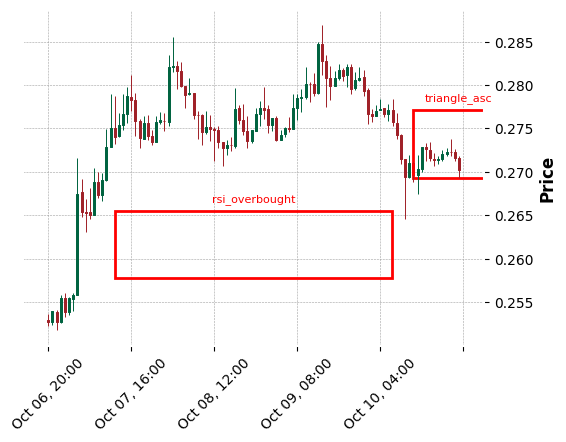 0.285
0.280
triangle_asc
0.275
0.270
Price
0.265
rsi_overbought
0.260
0.255
Oct 06, 20:00
Oct 07, 16:00
Oct 08, 12:00
Oct 09, 08:00
Oct 10, 04:00